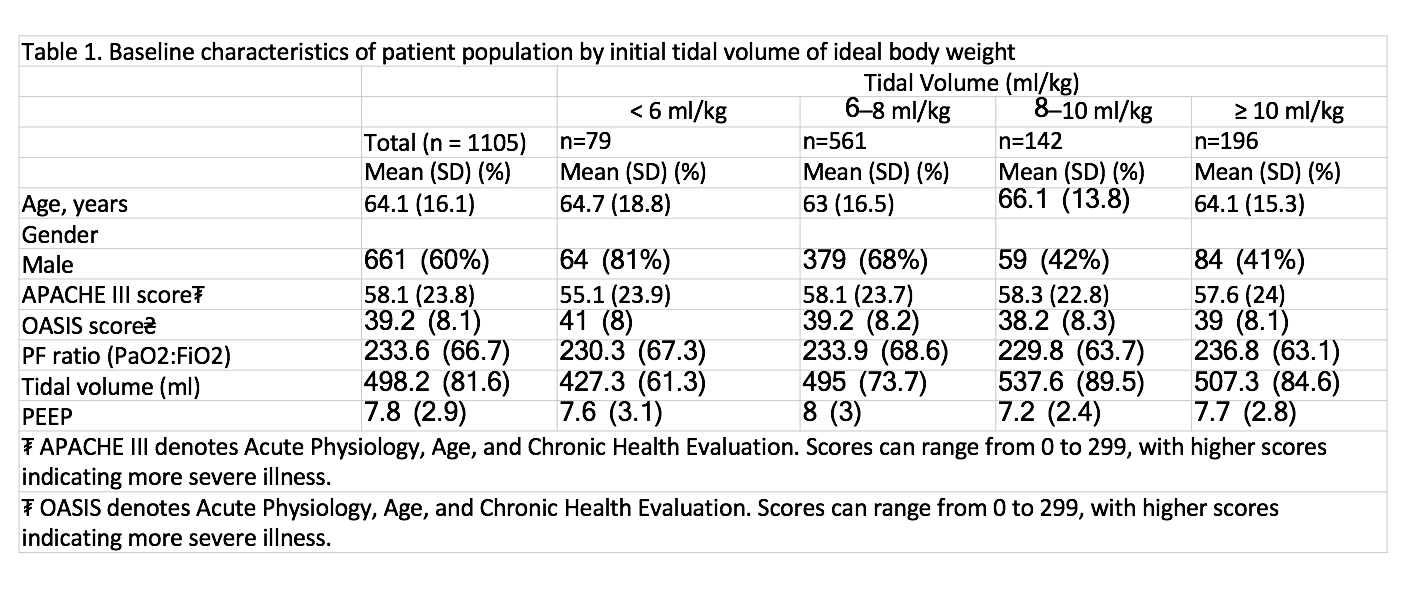 Table 1. Baseline characteristics of patient population by initial tidal volume of ideal body weight
Tidal Volume (ml/kg)
< 6 ml/kg 6–8 ml/kg 8–10 ml/kg ≥ 10 ml/kg
Total (n = 1105) n=79 n=561 n=142 n=196
Mean (SD) (%) Mean (SD) (%) Mean (SD) (%) Mean (SD) (%) Mean (SD) (%)
Age, years 64.1 (16.1) 64.7 (18.8) 63 (16.5) 66.1 (13.8) 64.1 (15.3)
Gender
Male 661 (60%) 64 (81%) 379 (68%) 59 (42%) 84 (41%)
APACHE III score₮ 58.1 (23.8) 55.1 (23.9) 58.1 (23.7) 58.3 (22.8) 57.6 (24)
OASIS score₴ 39.2 (8.1) 41 (8) 39.2 (8.2) 38.2 (8.3) 39 (8.1)
PF ratio (PaO2:FiO2) 233.6 (66.7) 230.3 (67.3) 233.9 (68.6) 229.8 (63.7) 236.8 (63.1)
Tidal volume (ml) 498.2 (81.6) 427.3 (61.3) 495 (73.7) 537.6 (89.5) 507.3 (84.6)
PEEP 7.8 (2.9) 7.6 (3.1) 8 (3) 7.2 (2.4) 7.7 (2.8)
₮ APACHE III denotes Acute Physiology, Age, and Chronic Health Evaluation. Scores can range from 0 to 299, with higher scores
indicating more severe illness.
₮ OASIS denotes Acute Physiology, Age, and Chronic Health Evaluation. Scores can range from 0 to 299, with higher scores
indicating more severe illness.